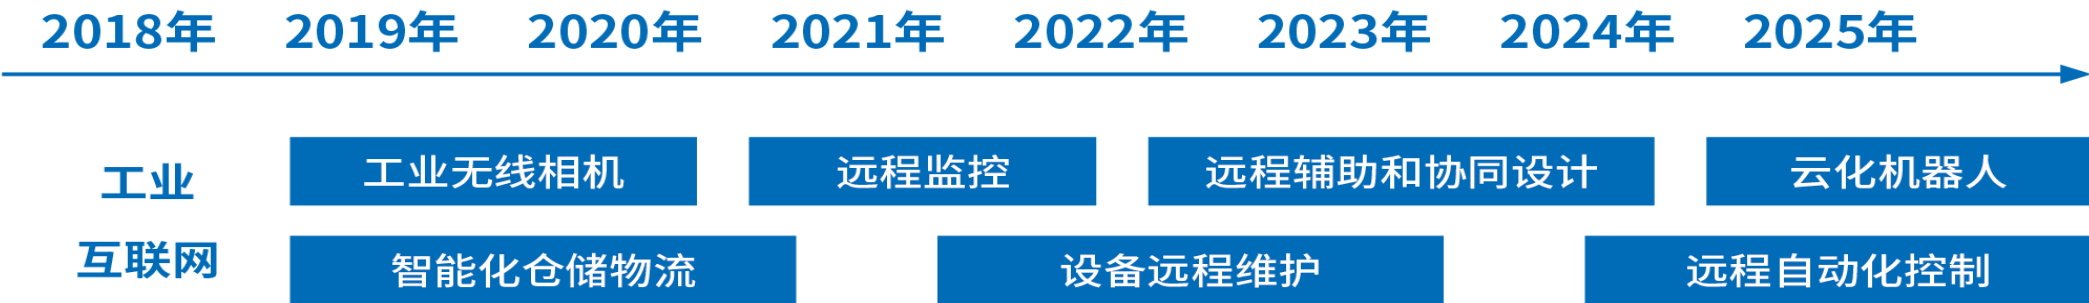 2018年 2019年 2020年 2021年 2022年 2023年 2024年 2025年
工业 工业无线相机 远程监控 远程辅助和协同设计 云化机器人
互联网 智能化仓储物流 设备远程维护 远程自动化控制